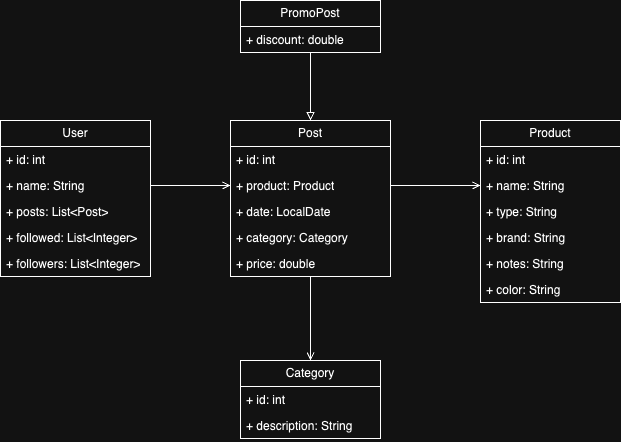 PromoPost
+ discount: double
User
+ id: int
+ name: String
+ posts: List<Post>
+ followed: List<Integer>
+ followers: List<Integer>
Post
+ id: int
+ product: Product
+ date: LocalDate
+ category: Category
+ price: double
Product
+ id: int
+ name: String
+ type: String
+ brand: String
+ notes: String
+ color: String
Category
+ id: int
+ description: String